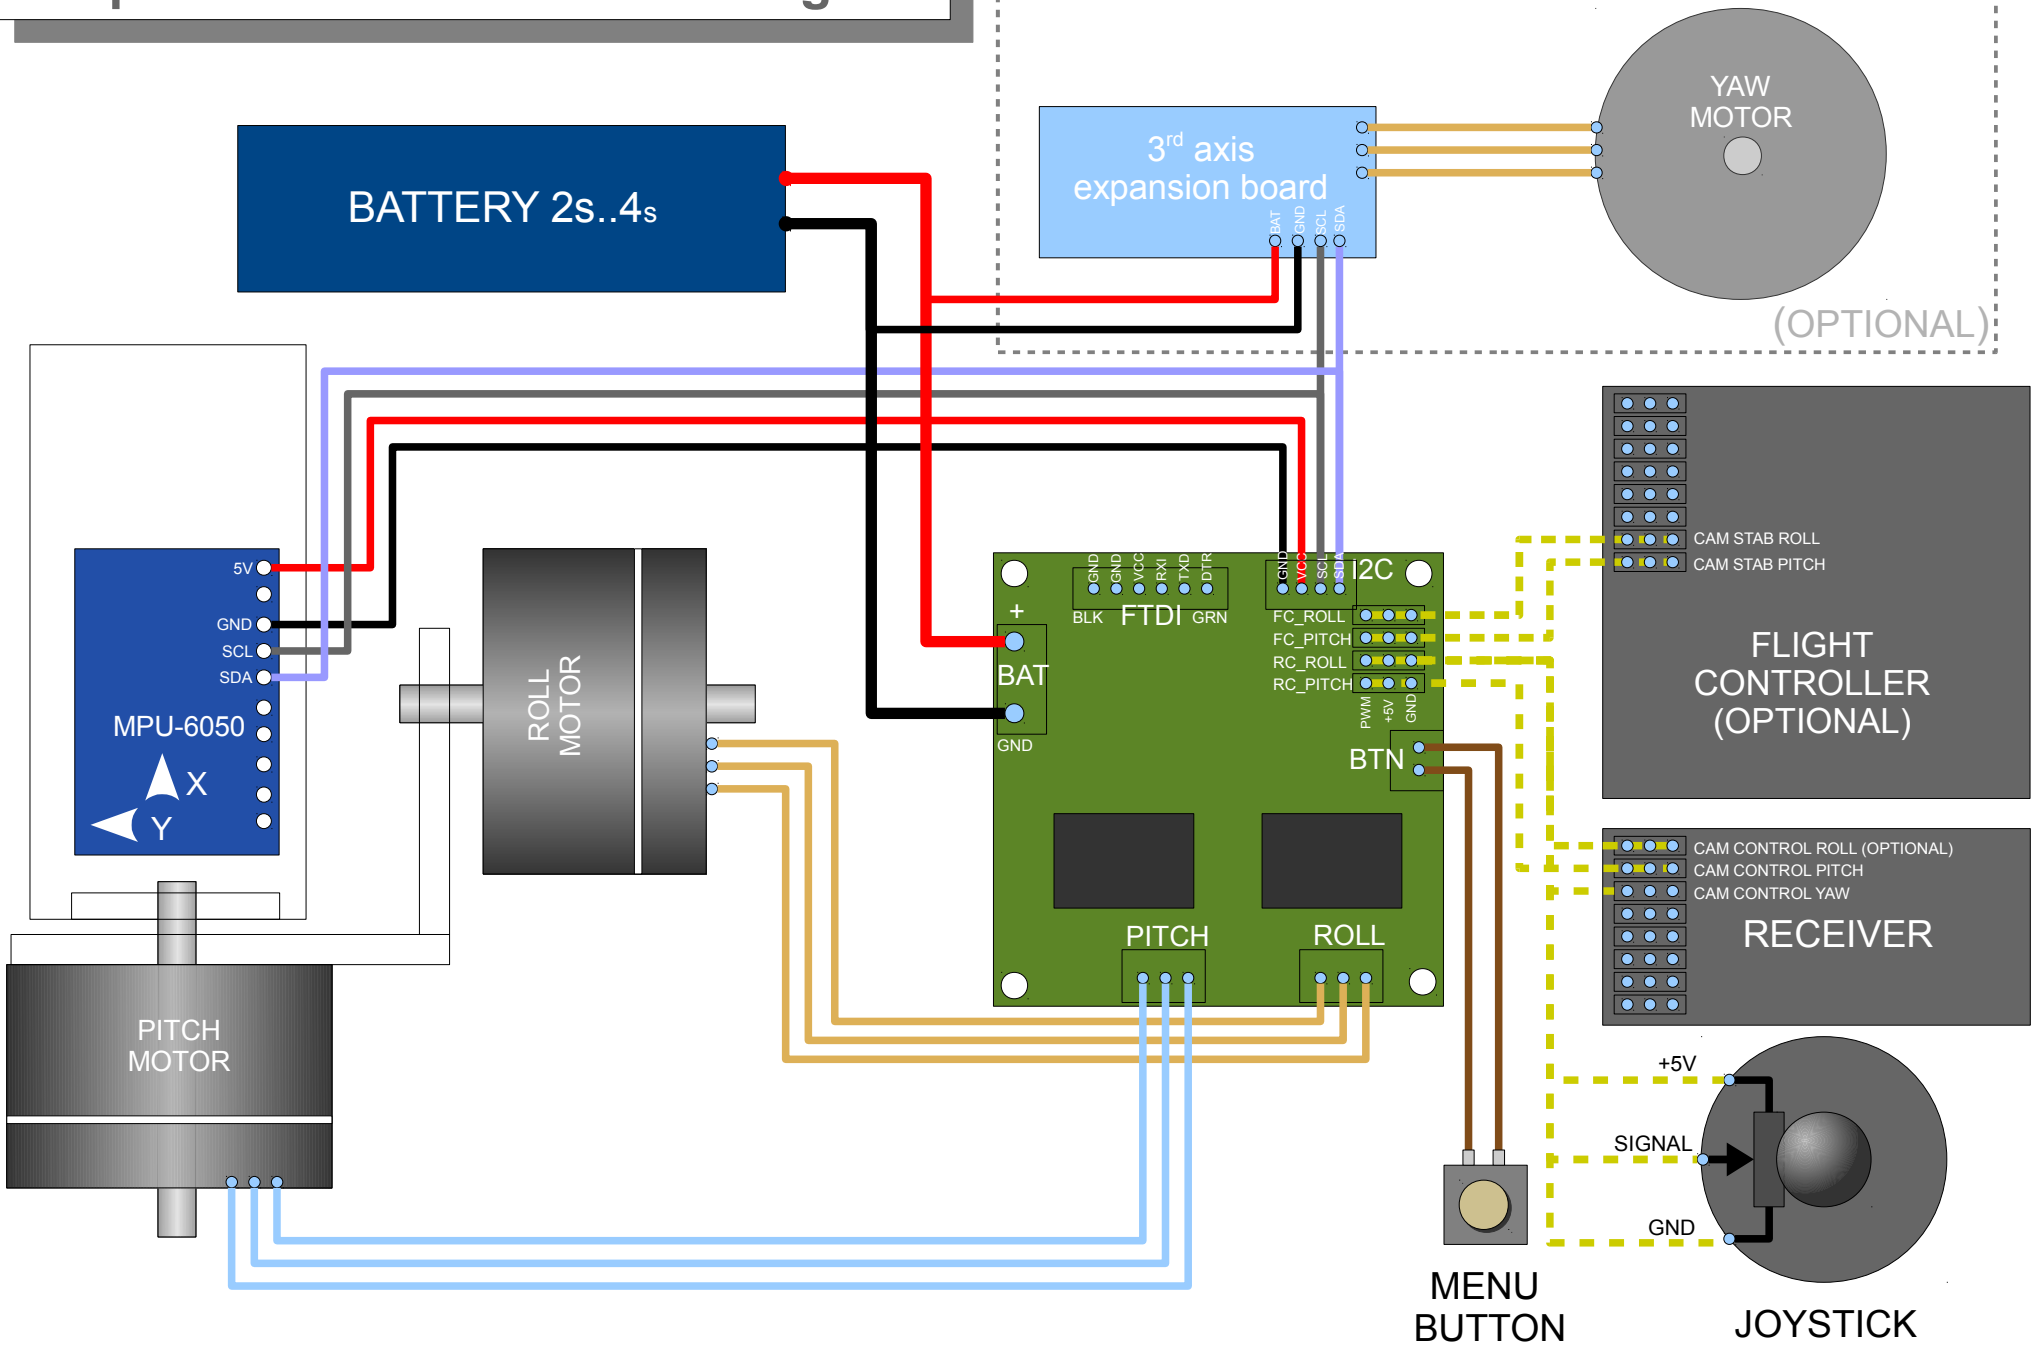 YAW
MOTOR
3rd axis
expansion board
BAT
GND
SCL
SDA
(OPTIONAL)
BATTERY 2s..4s
5V
GND
SCL
SDA
MPU-6050
X
Y
ROLL
MOTOR
PITCH
MOTOR
GND
GND
VCC
RXI
TXD
DTR
BLK
FTDI
GRN
GND
VCC
SCL
SDA
I2C
+
BAT
GND
FC_ROLL
FC_PITCH
RC_ROLL
RC_PITCH
PWM
+5V
GND
BTN
PITCH
ROLL
CAM STAB ROLL
CAM STAB PITCH
FLIGHT
CONTROLLER
(OPTIONAL)
CAM CONTROL ROLL (OPTIONAL)
CAM CONTROL PITCH
CAM CONTROL YAW
RECEIVER
+5V
SIGNAL
GND
MENU
BUTTON
JOYSTICK